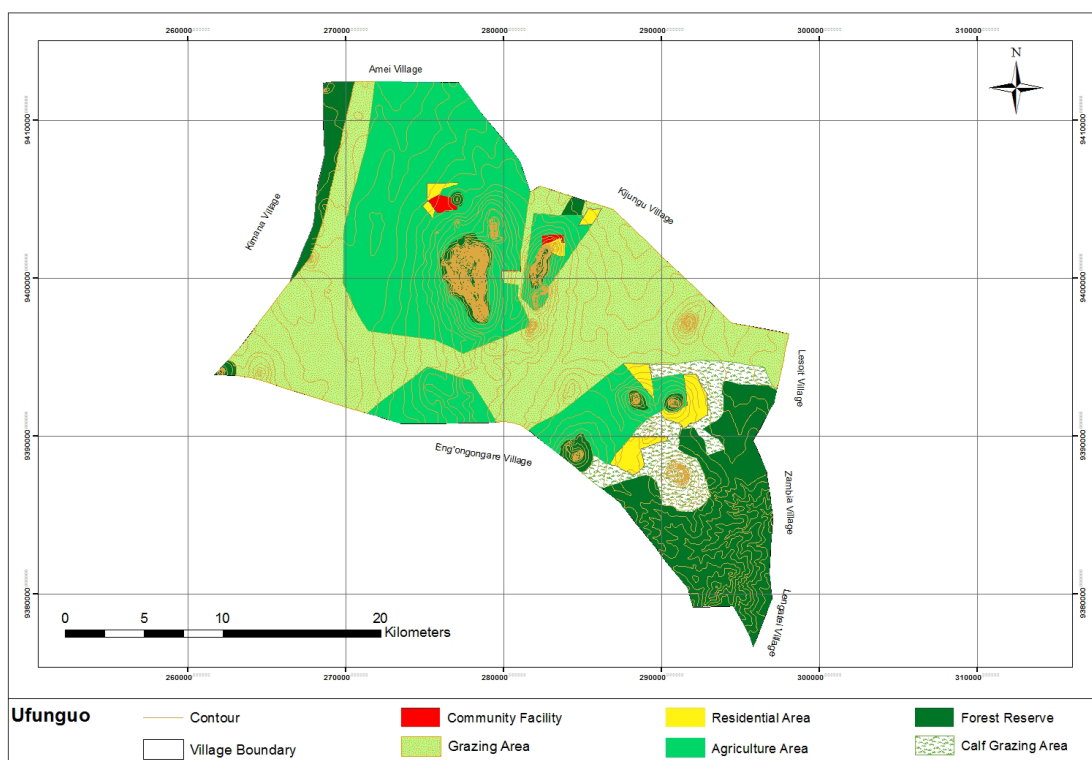 260000 270000 280000 290000 300000 310000
N
Amei Village
9410000 9410000
Kimana Village
Kijungu Village
9400000 9400000
Lesoit Village
9390000 9390000
Eng'ongongare Village
Zambia Village
9380000 9380000
Lengatei Village
0 5 10 20
Kilometers
260000 270000 280000 290000 300000 310000
Ufunguo
Contour
Community Facility
Residential Area
Forest Reserve
Village Boundary
Grazing Area
Agriculture Area
Calf Grazing Area